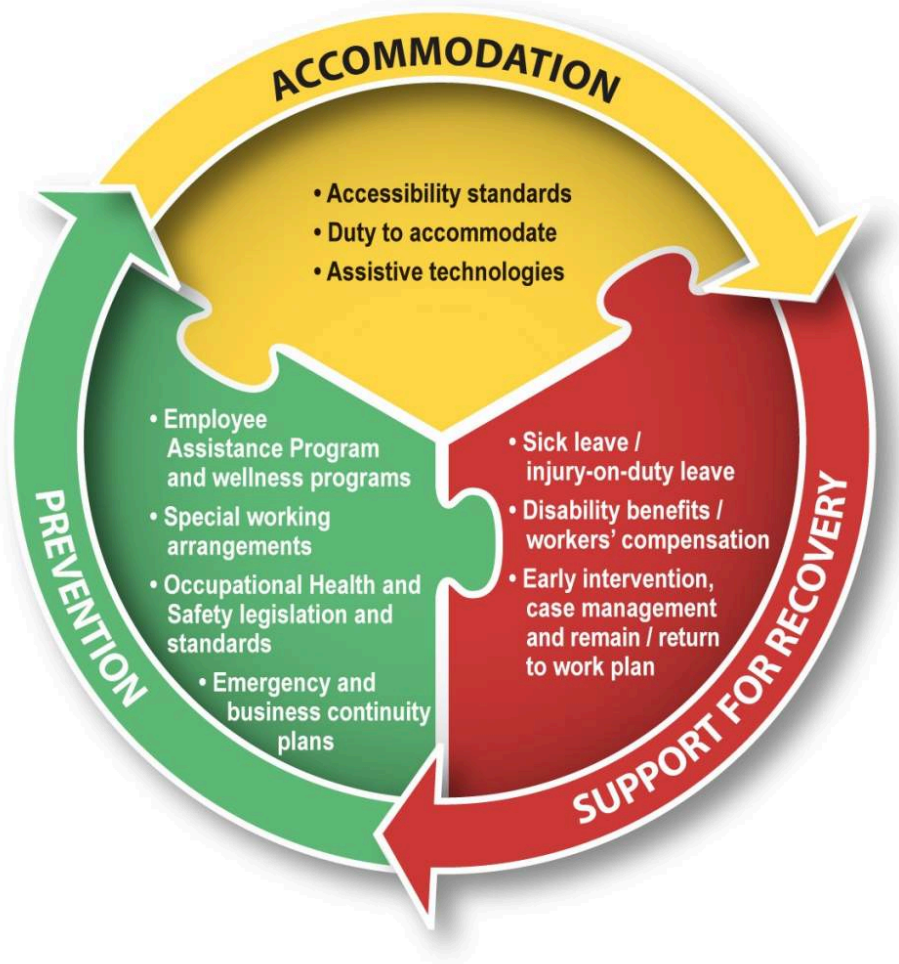 ACCOMMODATION
• Accessibility standards
• Duty to accommodate
• Assistive technologies
PREVENTION
• Employee
Assistance Program
and wellness programs
• Special working
arrangements
• Occupational Health and
Safety legislation and
standards
• Emergency and
business continuity
plans
SUPPORT FOR RECOVERY
• Sick leave /
injury-on-duty leave
• Disability benefits /
workers’ compensation
• Early intervention,
case management
and remain / return
to work plan